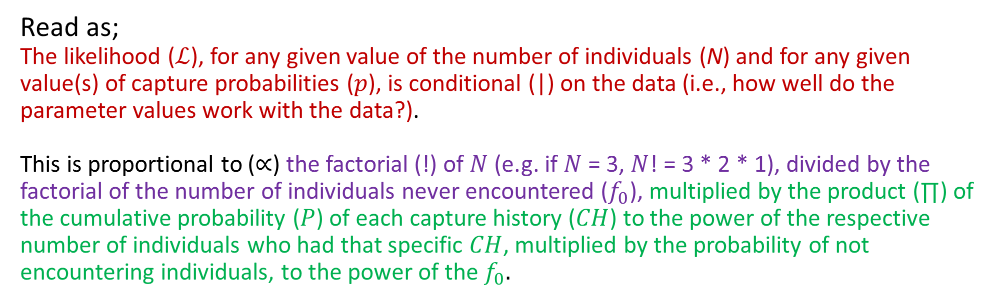 Read as;
The likelihood (ℒ), for any given value of the number of individuals (N) and for any given
value(s) of capture probabilities (p), is conditional (|) on the data (i.e., how well do the
parameter values work with the data?).
This is proportional to (∝) the factorial (!) of N (e.g. if N = 3, N! = 3 * 2 * 1), divided by the
factorial of the number of individuals never encountered (f₀), multiplied by the product (∏) of
the cumulative probability (P) of each capture history (CH) to the power of the respective
number of individuals who had that specific CH, multiplied by the probability of not
encountering individuals, to the power of the f₀.